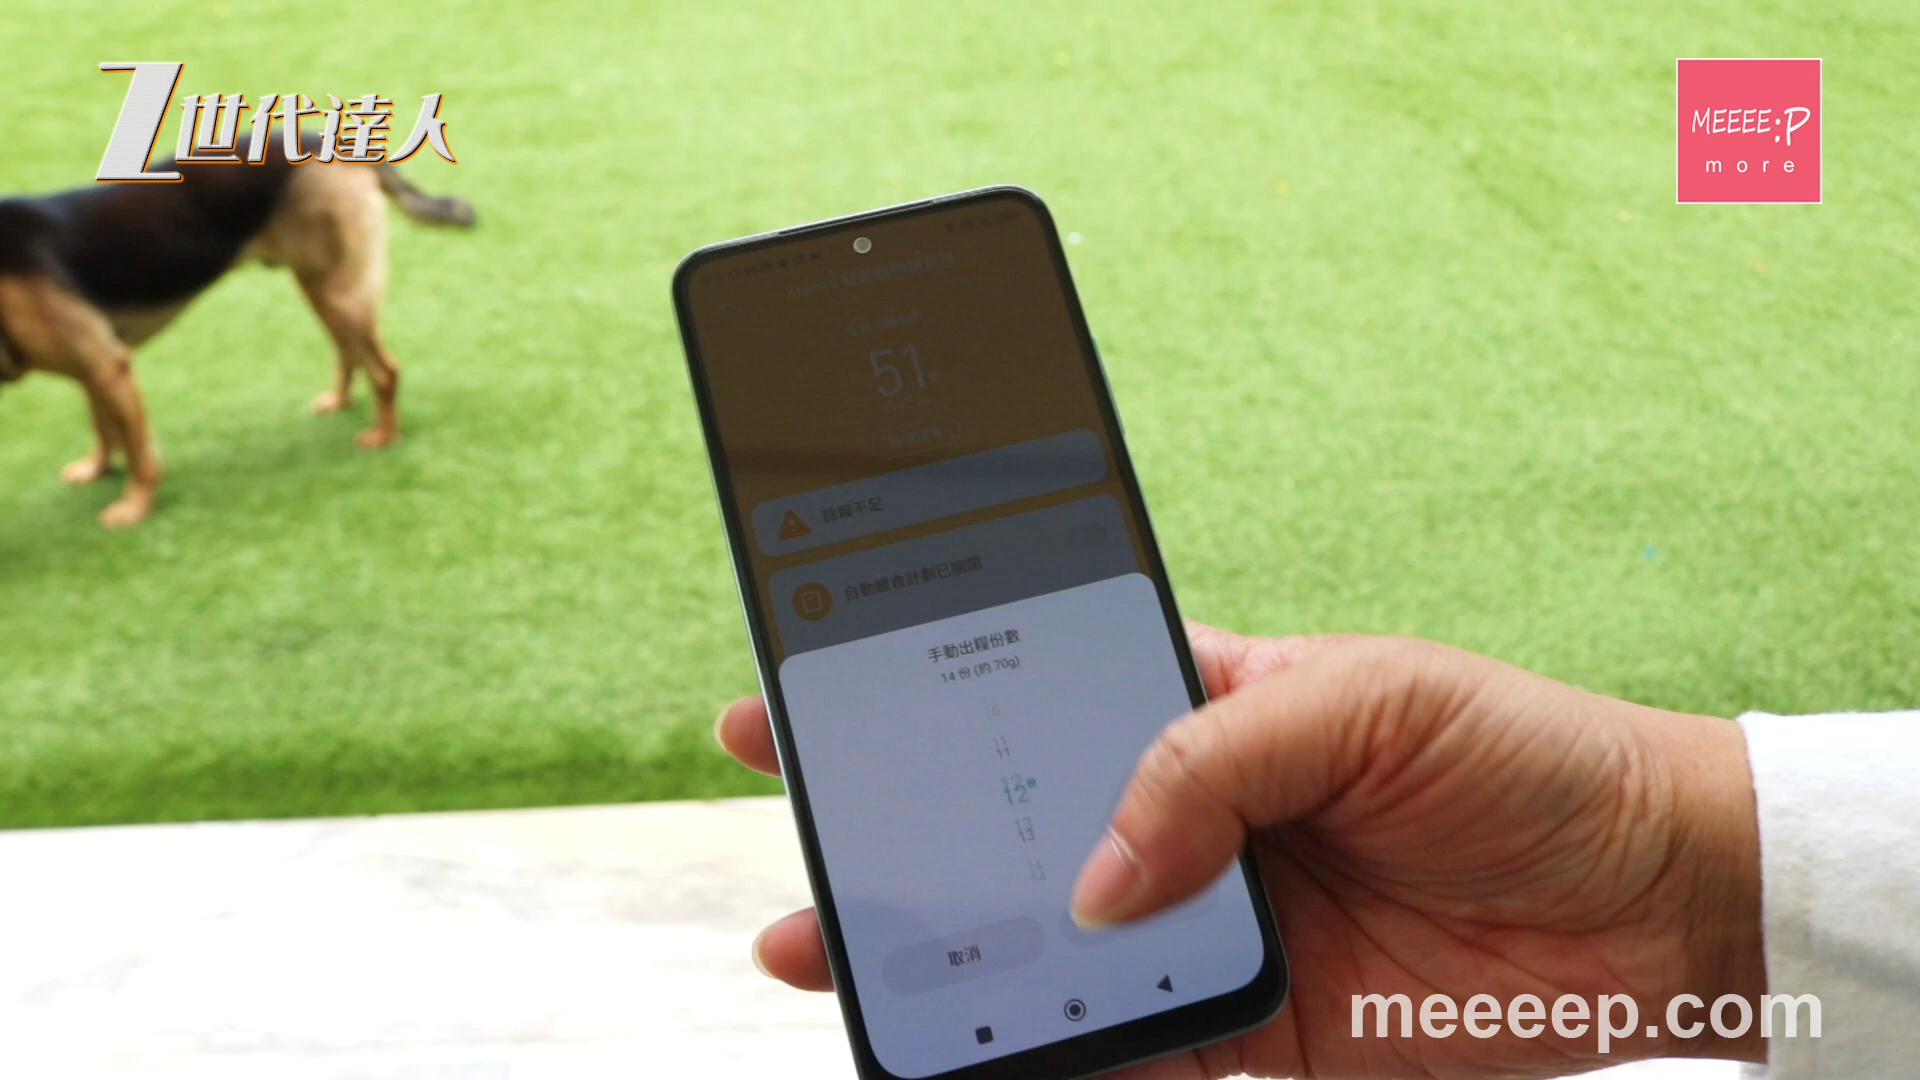 Z世代達人
MEEEE:P
more
51
餘糧不足
自動餵食計劃已關閉
手動出糧份數
14 份 (約 70g)
11
12
13
取消
meeeep.com